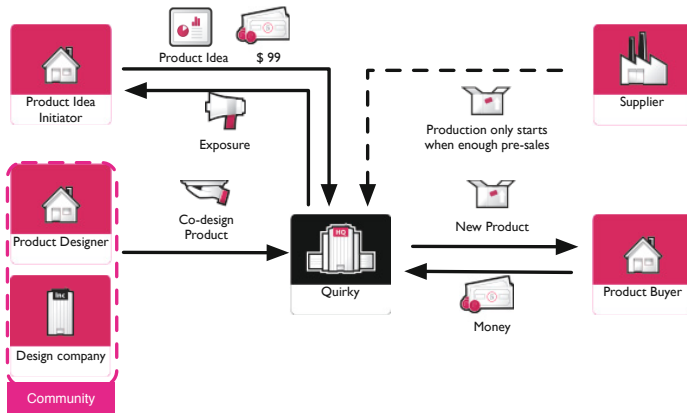 Product Idea
$ 99
Product Idea
Initiator
Exposure
Supplier
Production only starts
when enough pre-sales
Product Designer
Co-design
Product
HQ
Quirky
New Product
Product Buyer
Money
Inc
Design company
Community